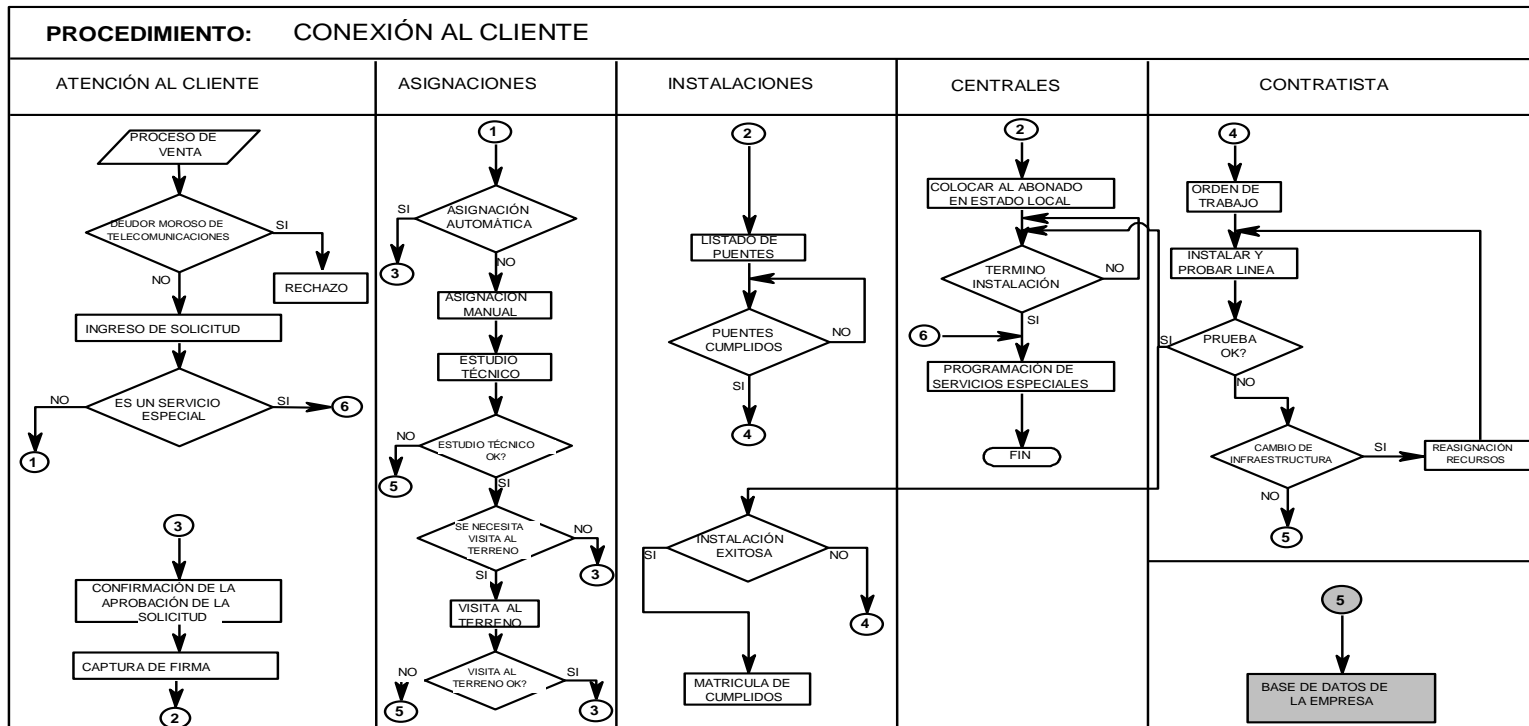 PROCEDIMIENTO: CONEXIÓN AL CLIENTE
ATENCIÓN AL CLIENTE
PROCESO DE
VENTA
DEUDOR MOROSO DE
TELECOMUNICACIONES
SI
NO
RECHAZO
INGRESO DE SOLICITUD
ES UN SERVICIO
ESPECIAL
NO
SI
6
1
3
CONFIRMACIÓN DE LA
APROBACIÓN DE LA
SOLICITUD
CAPTURA DE FIRMA
2
ASIGNACIONES
1
SI
ASIGNACIÓN
AUTOMÁTICA
3
NO
ASIGNACION
MANUAL
ESTUDIO
TÉCNICO
NO
ESTUDIO TÉCNICO
OK?
5
SI
SE NECESITA
VISITA AL
TERRENO
NO
3
SI
VISITA AL
TERRENO
NO
VISITA AL
TERRENO OK?
SI
5
3
INSTALACIONES
2
LISTADO DE
PUENTES
PUENTES
CUMPLIDOS
NO
SI
4
INSTALACIÓN
EXITOSA
SI
NO
4
MATRICULA DE
CUMPLIDOS
CENTRALES
2
COLOCAR AL ABONADO
EN ESTADO LOCAL
TERMINO
INSTALACIÓN
NO
SI
6
PROGRAMACIÓN DE
SERVICIOS ESPECIALES
FIN
CONTRATISTA
4
ORDEN DE
TRABAJO
INSTALAR Y
PROBAR LINEA
SI
PRUEBA
OK?
NO
CAMBIO DE
INFRAESTRUCTURA
SI
REASIGNACIÓN
RECURSOS
NO
5
5
BASE DE DATOS DE
LA EMPRESA